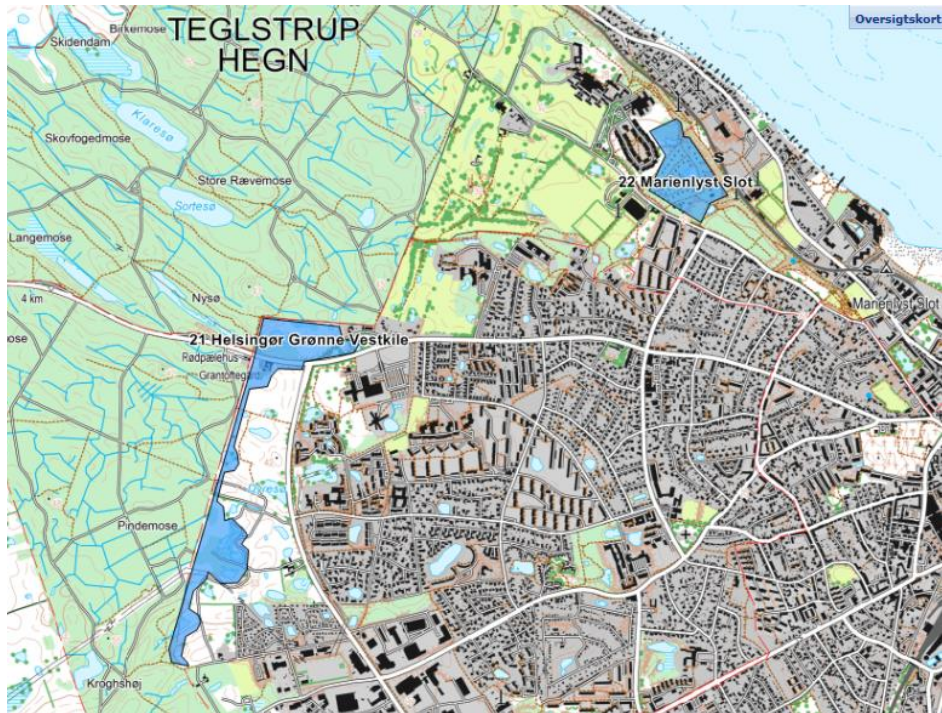 Oversigtskort
Birkemose
TEGLSTRUP
HEGN
Skidendam
Klaresø
Skovfogedmose
S
Store Rævemose
22 Marienlyst Slot
Sortesø
Langemose
S
4 km
Nysø
Marienlyst Slot
21 Helsingør Grønne Vestkile
Rødpælehus
Grantoftegård
Pindemose
Kroghshøj